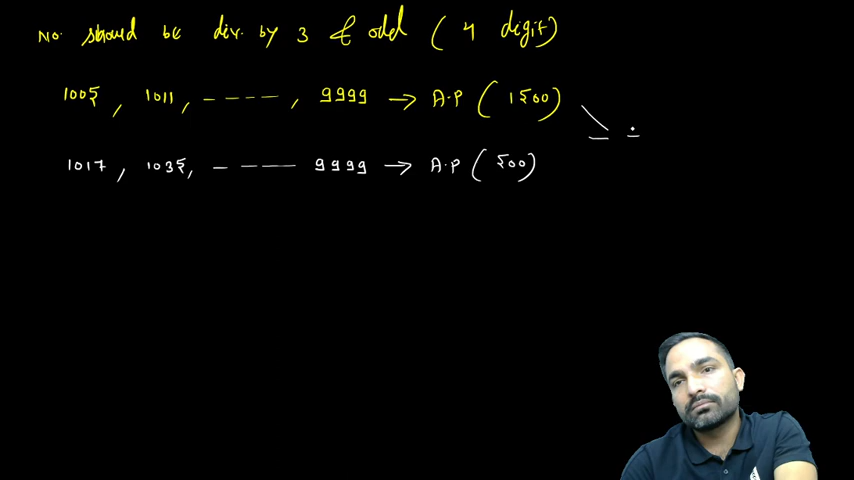 No. should be div. by 3 & odd ( 4 digit)
1005, 1011, ----, 9999 → A.P ( 1500)
1017, 1035, - --- 9999 → A.P ( 500)